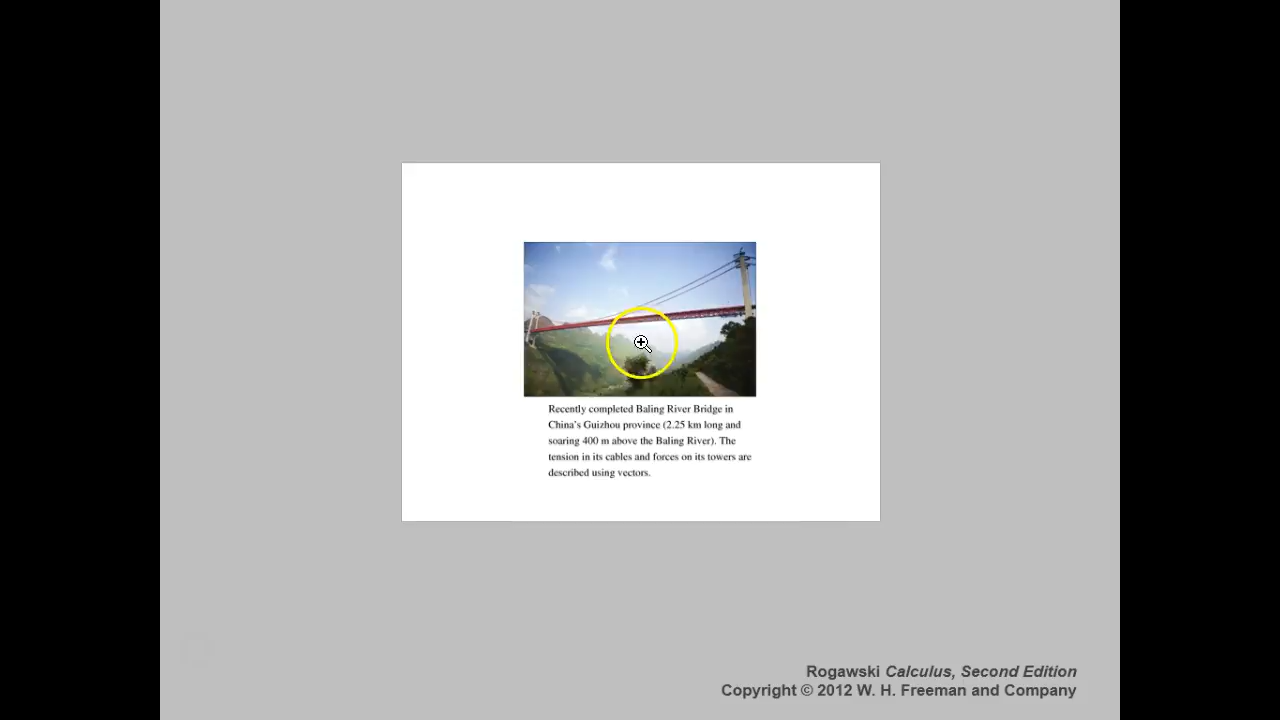 Recently completed Baling River Bridge in
China's Guizhou province (2.25 km long and
soaring 400 m above the Baling River). The
tension in its cables and forces on its towers are
described using vectors.
Rogawski Calculus, Second Edition
Copyright © 2012 W. H. Freeman and Company